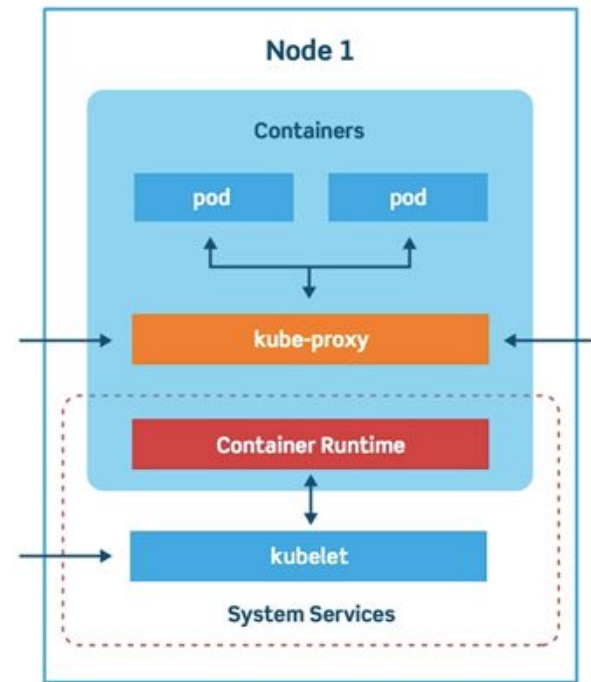 Node 1
Containers
pod pod
kube-proxy
Container Runtime
kubelet
System Services